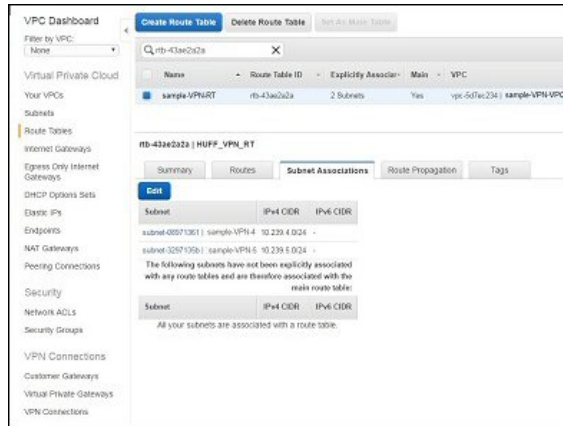 VPC Dashboard
Filter by VPC:
None
Virtual Private Cloud
Your VPCs
Subnets
Route Tables
Internet Gateways
Egress Only Internet
Gateways
DHCP Options Sets
Elastic IPs
Endpoints
NAT Gateways
Peering Connections
Security
Network ACLs
Security Groups
VPN Connections
Customer Gateways
Virtual Private Gateways
VPN Connections
Create Route Table Delete Route Table Set As Main Table
rtb-43ae2a2a X
Name Route Table ID Explicitly Associat Main VPC
sample-VPN-RT rtb-43ae2a2a 2 Subnets Yes vpc-5d7ec234 | sample-VPN-VPC
rtb-43ae2a2a | HUFF_VPN_RT
Summary Routes Subnet Associations Route Propagation Tags
Edit
Subnet IPv4 CIDR IPv6 CIDR
subnet-08971361 | sample-VPN-4 10.239.4.0/24 -
subnet-3297135b | sample-VPN-5 10.239.5.0/24 -
The following subnets have not been explicitly associated
with any route tables and are therefore associated with the
main route table:
Subnet IPv4 CIDR IPv6 CIDR
All your subnets are associated with a route table.